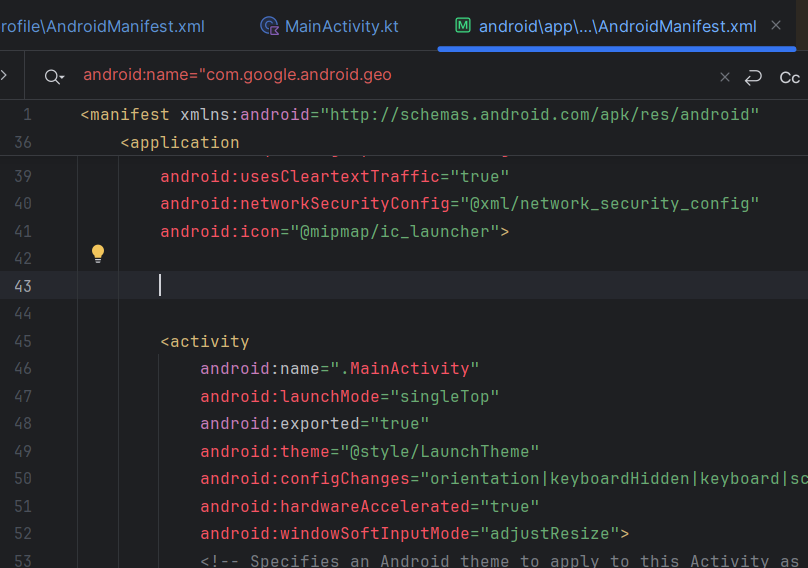 rofile\AndroidManifest.xml MainActivity.kt android\app\...\AndroidManifest.xml
android:name="com.google.android.geo Cc
1 <manifest xmlns:android="http://schemas.android.com/apk/res/android"
36 <application
39 android:usesCleartextTraffic="true"
40 android:networkSecurityConfig="@xml/network_security_config"
41 android:icon="@mipmap/ic_launcher">
42
43
44
45 <activity
46 android:name=".MainActivity"
47 android:launchMode="singleTop"
48 android:exported="true"
49 android:theme="@style/LaunchTheme"
50 android:configChanges="orientation|keyboardHidden|keyboard|sc
51 android:hardwareAccelerated="true"
52 android:windowSoftInputMode="adjustResize">
53 <!-- Specifies an Android theme to apply to this Activity as